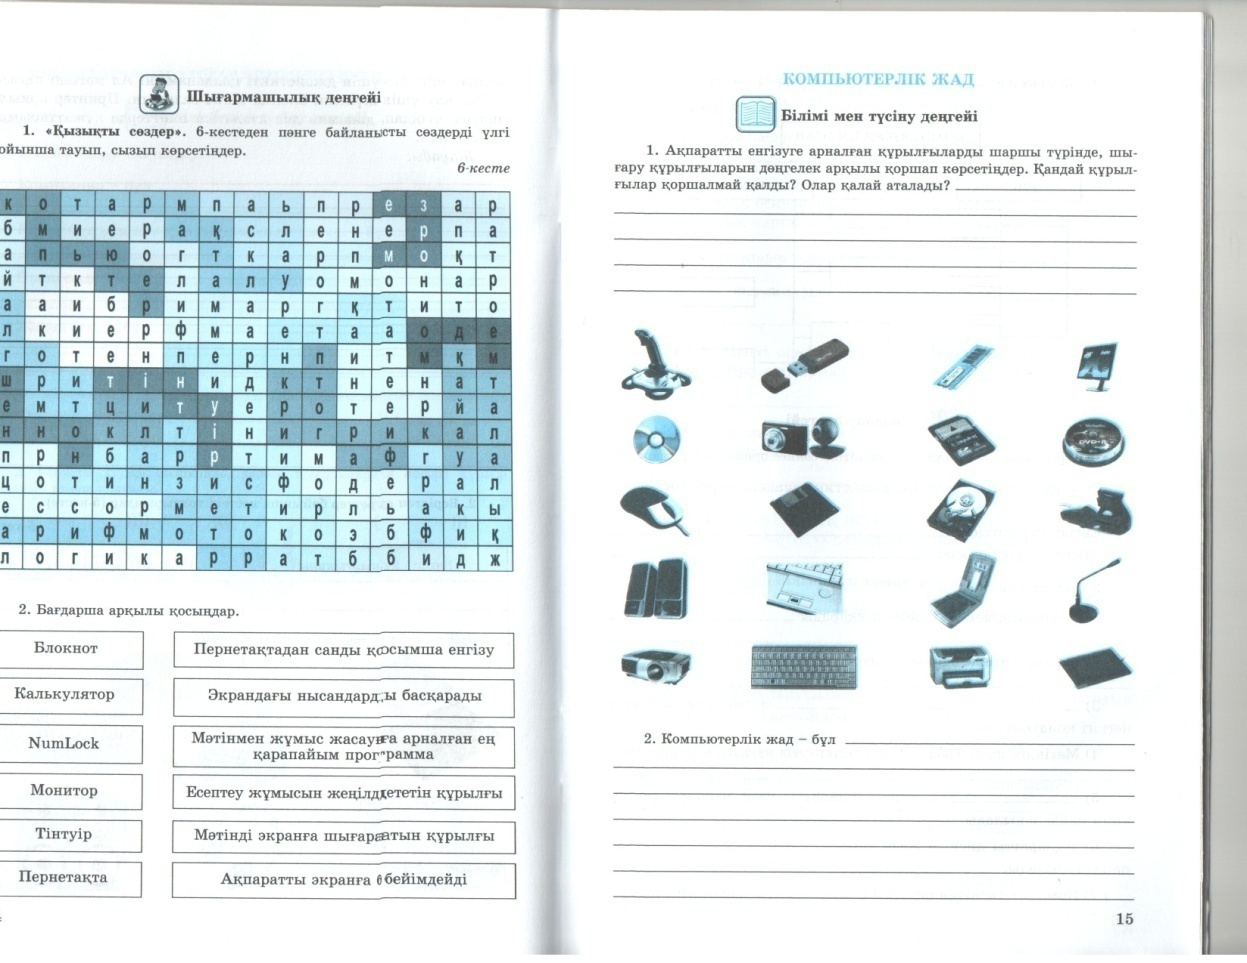 Шығармашылық деңгейі
1. «Қызықты сөздер». 6-кестеден пәнге байланысты сөздерді үлгі
ойынша тауып, сызып көрсетіңдер.
6-кесте
к о т а р м п а ь п р е з а р
б м и е р а қ с л е н е р п а
а п ь ю о г т к а р п м о қ т
й т к т е л а л у о м о н а р
а а и б р и м а р г қ т и т о
л к и е р ф м а е т а а о д е
г о т е н п е р н п и т м қ м
ш р и т і н и д к т н е н а т
е м т ц и т у е р о т е р й а
н н о к л т і н и г р и к а л
п р н б а р р т и м а ф г у а
ц о т и н з и с ф о д е р а л
е с с о р м е т и р л ь а к ы
а р и ф м о т о к о э б ф и қ
л о г и к а р р а т б б и д ж
2. Бағдарша арқылы қосыңдар.
Блокнот
Пернетақтадан санды қосымша енгізу
Калькулятор
Экрандағы нысандарды басқарады
NumLock
Мәтінмен жұмыс жасауға арналған ең
қарапайым программа
Монитор
Есептеу жұмысын жеңілдететін құрылғы
Тінтуір
Мәтінді экранға шығаратын құрылғы
Пернетақта
Ақпаратты экранға бейімдейді
КОМПЬЮТЕРЛІК ЖАД
Білімі мен түсіну деңгейі
1. Ақпаратты енгізуге арналған құрылғыларды шаршы түрінде, шы-
ғару құрылғыларын дөңгелек арқылы қоршап көрсетіңдер. Қандай құрыл-
ғылар қоршалмай қалды? Олар қалай аталады?
DVD-R
2. Компьютерлік жад – бұл
15